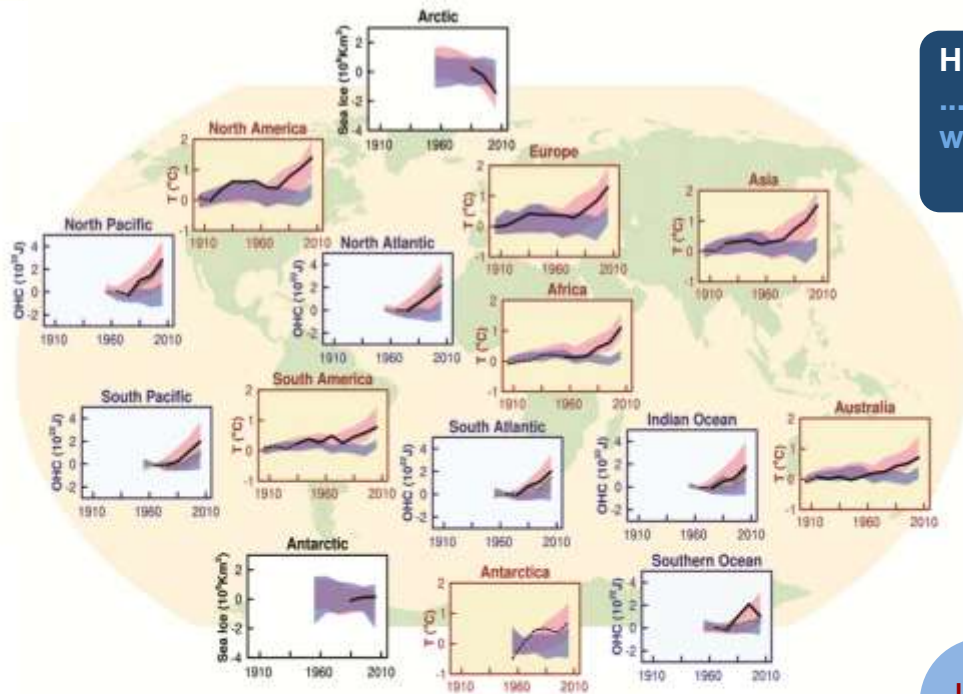 Arctic
Sea Ice (10⁶Km²)
2
0
-2
-4
1910 1960 2010
H
...
w
North America
T (°C)
2
1
0
-1
1910 1960 2010
Europe
T (°C)
2
1
0
-1
1910 1960 2010
Asia
T (°C)
2
1
0
-1
1910 1960 2010
North Pacific
OHC (10²²J)
4
2
0
-2
1910 1960 2010
North Atlantic
OHC (10²²J)
4
2
0
-2
1910 1960 2010
Africa
T (°C)
2
1
0
-1
1910 1960 2010
South Pacific
OHC (10²²J)
4
2
0
-2
1910 1960 2010
South America
T (°C)
2
1
0
-1
1910 1960 2010
South Atlantic
OHC (10²²J)
4
2
0
-2
1910 1960 2010
Indian Ocean
OHC (10²²J)
4
2
0
-2
1910 1960 2010
Australia
T (°C)
2
1
0
-1
1910 1960 2010
Antarctic
Sea Ice (10⁶Km²)
2
0
-2
-4
1910 1960 2010
Antarctica
T (°C)
2
1
0
-1
1910 1960 2010
Southern Ocean
OHC (10²²J)
4
2
0
-2
1910 1960 2010